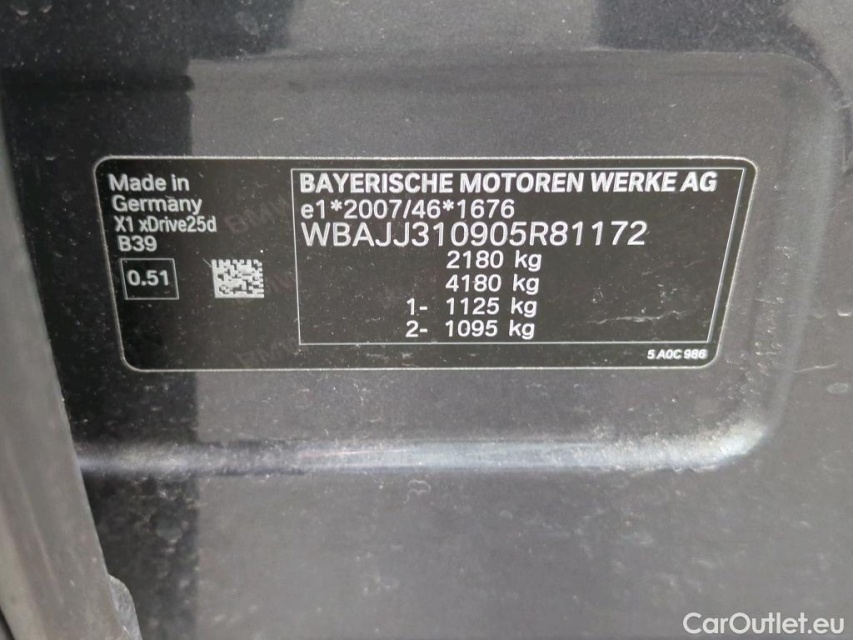 Made in
Germany
X1 xDrive25d
B39
0.51
BAYERISCHE MOTOREN WERKE AG
e1*2007/46*1676
WBAJJ310905R81172
2180 kg
4180 kg
1- 1125 kg
2- 1095 kg
5 A0C 986
CarOutlet.eu